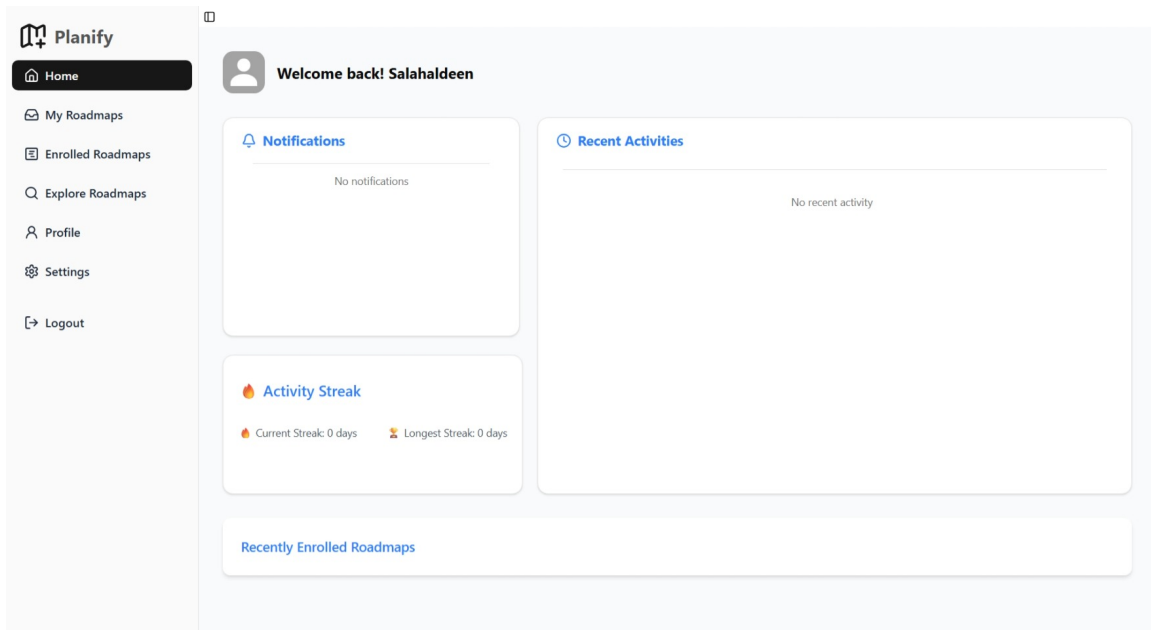 Planify
Home
My Roadmaps
Enrolled Roadmaps
Explore Roadmaps
Profile
Settings
Logout
Welcome back! Salahaldeen
Notifications
No notifications
Recent Activities
No recent activity
Activity Streak
Current Streak: 0 days
Longest Streak: 0 days
Recently Enrolled Roadmaps